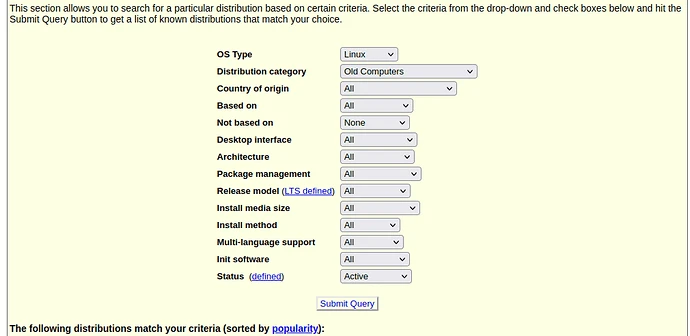 This section allows you to search for a particular distribution based on certain criteria. Select the criteria from the drop-down and check boxes below and hit the
Submit Query button to get a list of known distributions that match your choice.
OS Type Linux
Distribution category Old Computers
Country of origin All
Based on All
Not based on None
Desktop interface All
Architecture All
Package management All
Release model (LTS defined) All
Install media size All
Install method All
Multi-language support All
Init software All
Status (defined) Active
Submit Query
The following distributions match your criteria (sorted by popularity):